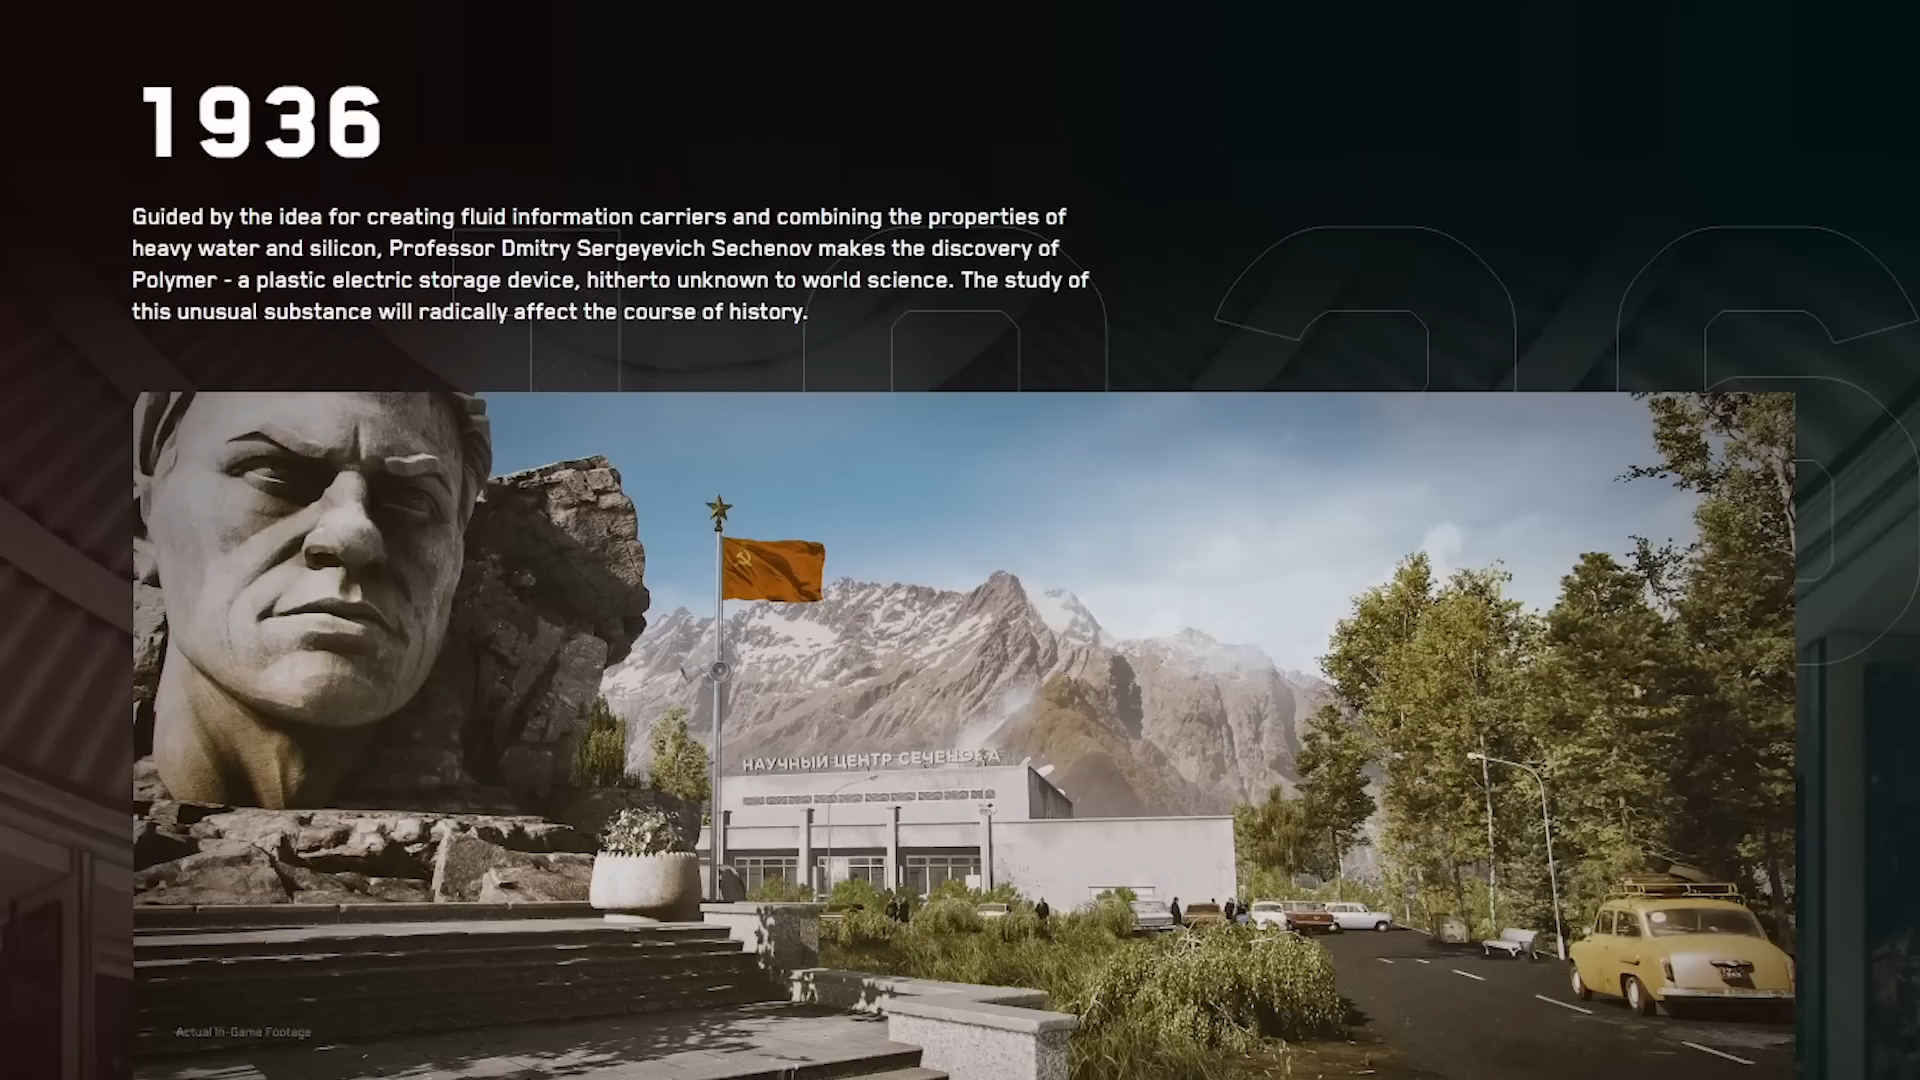 1936
Guided by the idea for creating fluid information carriers and combining the properties of
heavy water and silicon, Professor Dmitry Sergeyevich Sechenov makes the discovery of
Polymer - a plastic electric storage device, hitherto unknown to world science. The study of
this unusual substance will radically affect the course of history.
НАУЧНЫЙ ЦЕНТР СЕЧЕНОВА
Actual In-Game Footage